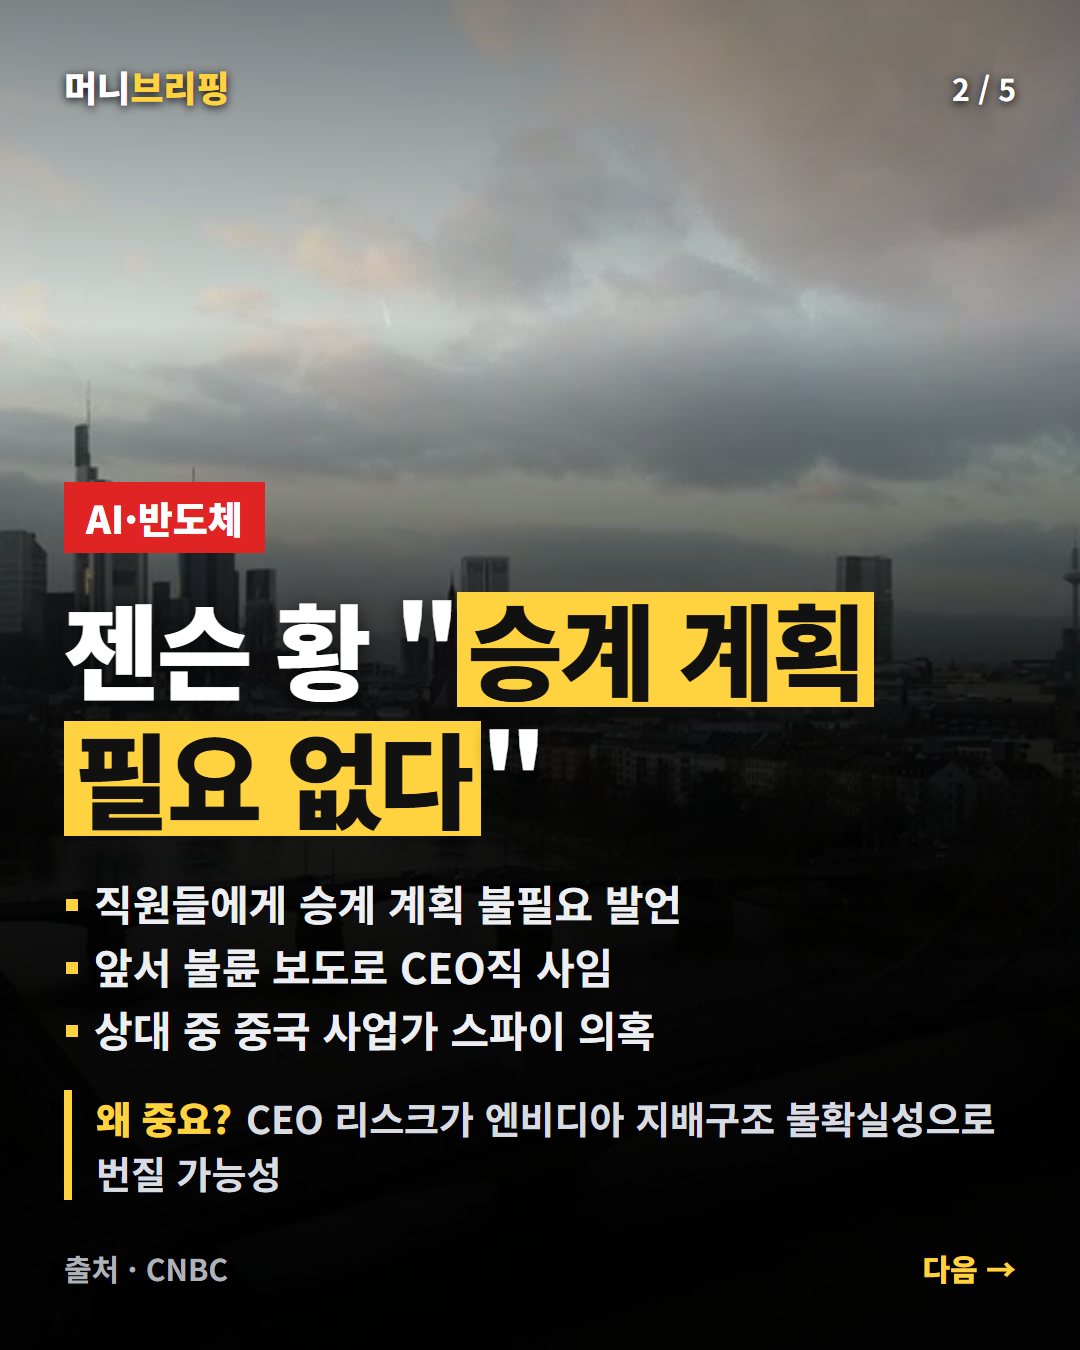 머니브리핑
2 / 5
AI·반도체
젠슨 황 "승계 계획
필요 없다"
직원들에게 승계 계획 불필요 발언
앞서 불륜 보도로 CEO직 사임
상대 중 중국 사업가 스파이 의혹
왜 중요? CEO 리스크가 엔비디아 지배구조 불확실성으로
번질 가능성
출처 · CNBC
다음 →